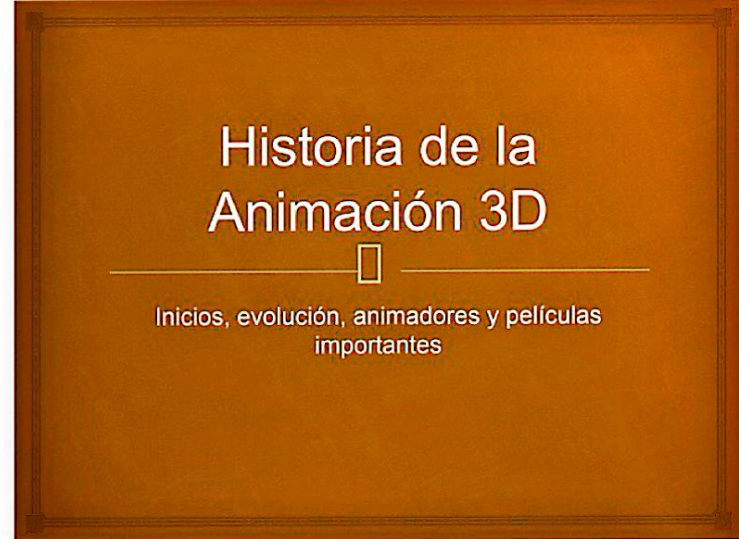 Historia de la
Animación 3D
Inicios, evolución, animadores y películas
importantes